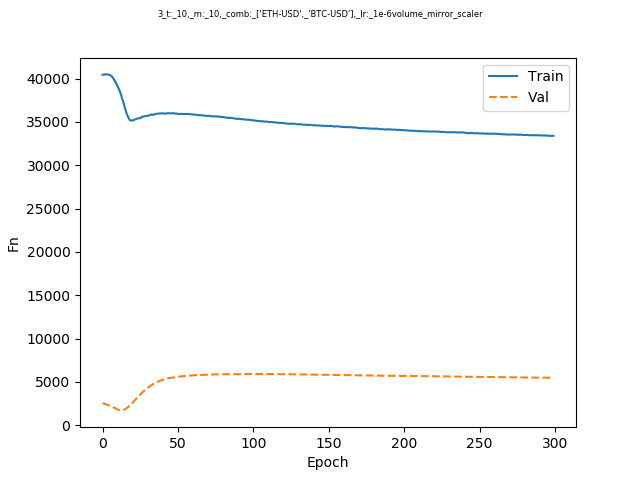 3_t:_10,_m:_10,_comb:_['ETH-USD',_'BTC-USD'],_lr:_1e-6volume_mirror_scaler
Train
Val
40000
35000
30000
25000
20000
15000
10000
5000
0
Fn
0 50 100 150 200 250 300
Epoch